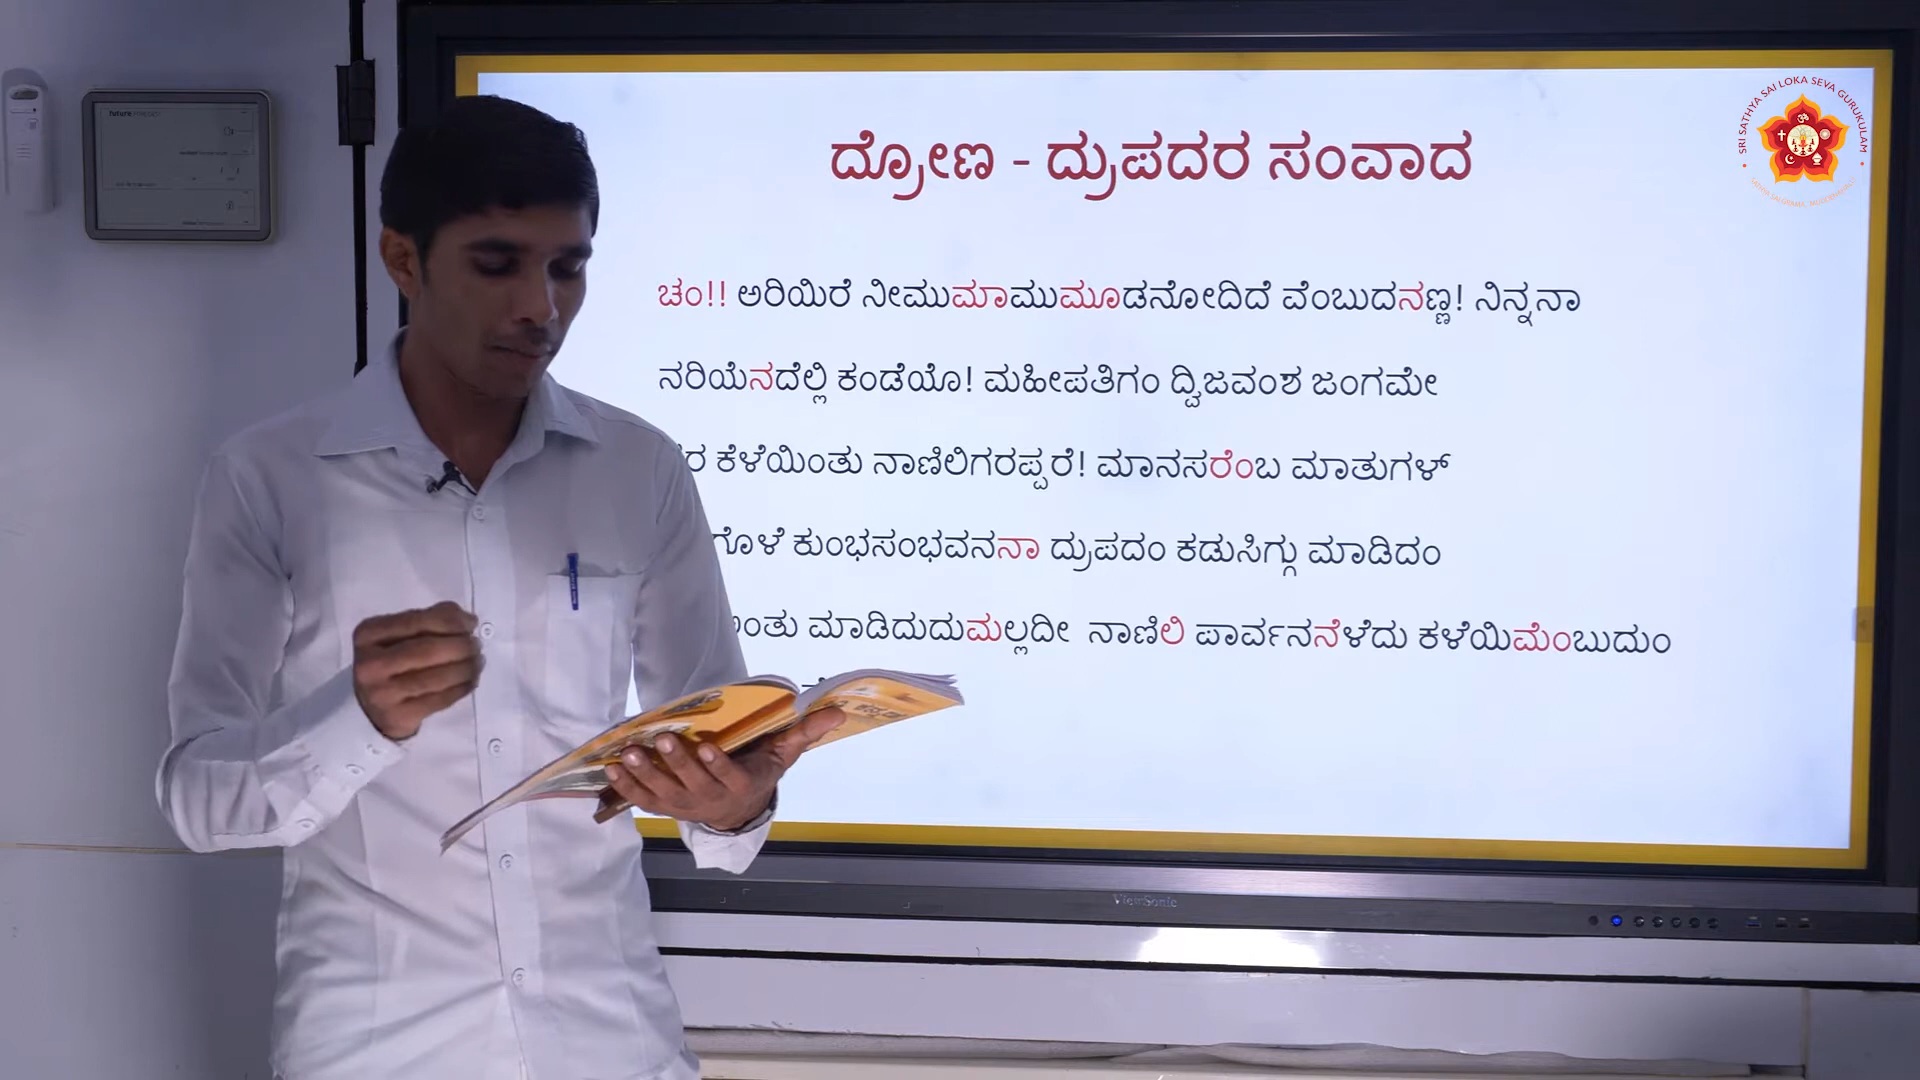 ದ್ರೋಣ - ದ್ರುಪದರ ಸಂವಾದ
ಚಂ!! ಅರಿಯಿರೆ ನೀಮುಮಾಮುಮೂಡನೋದಿದೆ ವೆಂಬುದನಣ್ಣ! ನಿನ್ನನಾ
ನರಿಯೆನದೆಲ್ಲಿ ಕಂಡೆಯೊ! ಮಹೀಪತಿಗಂ ದ್ವಿಜವಂಶ ಜಂಗಮೇ
ಕೆಳೆಯಿಂತು ನಾಣಿಲಿಗರಪ್ಪರೆ! ಮಾನಸರೆಂಬ ಮಾತುಗಳ್
ಕುಂಭಸಂಭವನನಾ ದ್ರುಪದಂ ಕಡುಸಿಗ್ಗು ಮಾಡಿದಂ
ಅಂತು ಮಾಡಿದುದುಮಲ್ಲದೀ ನಾಣಿಲಿ ಪಾರ್ವನನೆಳೆದು ಕಳೆಯಿಮೆಂಬುದುಂ
SRI SATHYA SAI LOKA SEVA GURUKULAM
ViewSonic